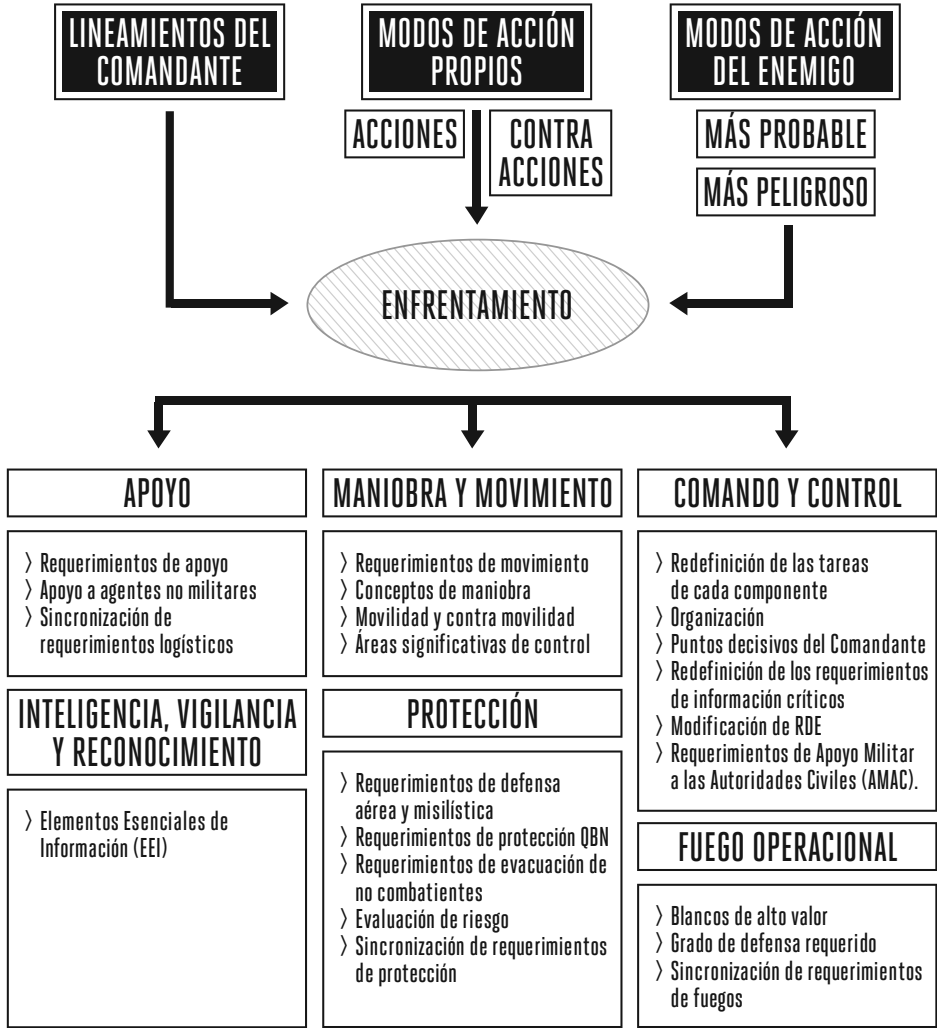 LINEAMIENTOS DEL
COMANDANTE
MODOS DE ACCIÓN
PROPIOS
MODOS DE ACCIÓN
DEL ENEMIGO
ACCIONES
CONTRA
ACCIONES
MÁS PROBABLE
MÁS PELIGROSO
ENFRENTAMIENTO
APOYO
〉 Requerimientos de apoyo
〉 Apoyo a agentes no militares
〉 Sincronización de
requerimientos logísticos
INTELIGENCIA, VIGILANCIA
Y RECONOCIMIENTO
〉 Elementos Esenciales de
Información (EEI)
MANIOBRA Y MOVIMIENTO
〉 Requerimientos de movimiento
〉 Conceptos de maniobra
〉 Movilidad y contra movilidad
〉 Áreas significativas de control
PROTECCIÓN
〉 Requerimientos de defensa
aérea y misilística
〉 Requerimientos de protección QBN
〉 Requerimientos de evacuación de
no combatientes
〉 Evaluación de riesgo
〉 Sincronización de requerimientos
de protección
COMANDO Y CONTROL
〉 Redefinición de las tareas
de cada componente
〉 Organización
〉 Puntos decisivos del Comandante
〉 Redefinición de los requerimientos
de información críticos
〉 Modificación de RDE
〉 Requerimientos de Apoyo Militar
a las Autoridades Civiles (AMAC).
FUEGO OPERACIONAL
〉 Blancos de alto valor
〉 Grado de defensa requerido
〉 Sincronización de requerimientos
de fuegos